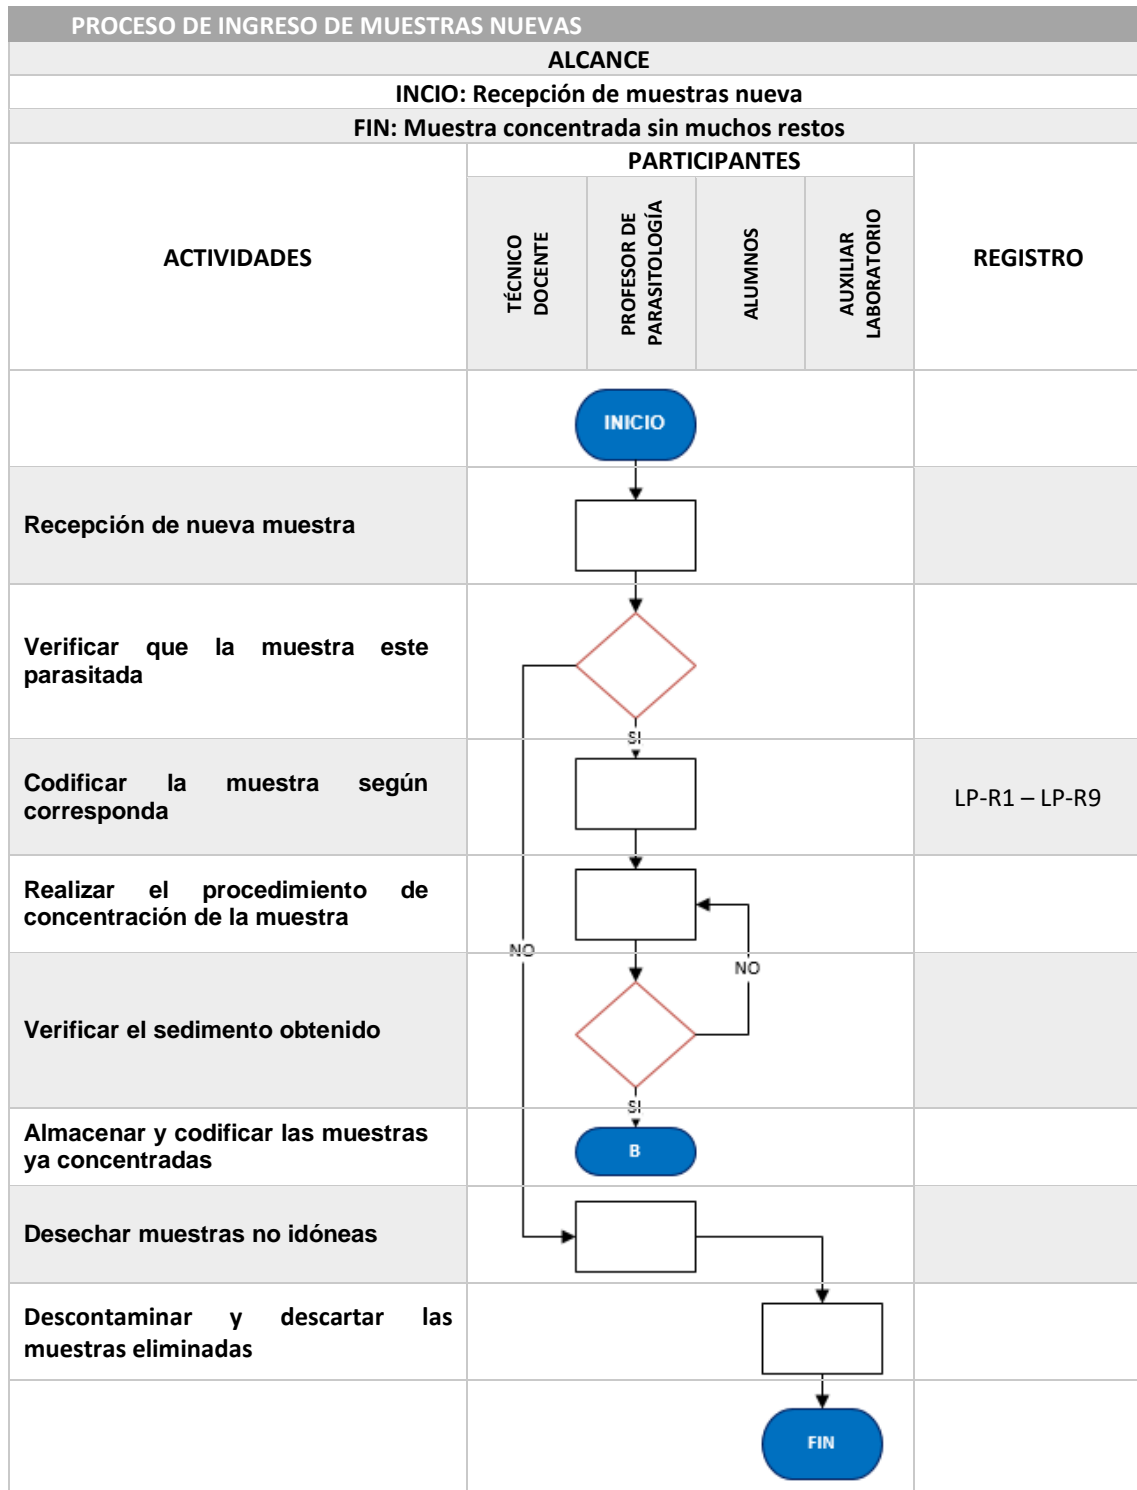 PROCESO DE INGRESO DE MUESTRAS NUEVAS
ALCANCE
INCIO: Recepción de muestras nueva
FIN: Muestra concentrada sin muchos restos
ACTIVIDADES
PARTICIPANTES
TÉCNICO
DOCENTE
PROFESOR DE
PARASITOLOGÍA
ALUMNOS
AUXILIAR
LABORATORIO
REGISTRO
INICIO
Recepción de nueva muestra
Verificar que la muestra este
parasitada
SI
Codificar la muestra según
corresponda
LP-R1 – LP-R9
Realizar el procedimiento de
concentración de la muestra
NO
NO
Verificar el sedimento obtenido
SI
Almacenar y codificar las muestras
ya concentradas
B
Desechar muestras no idóneas
Descontaminar y descartar las
muestras eliminadas
FIN